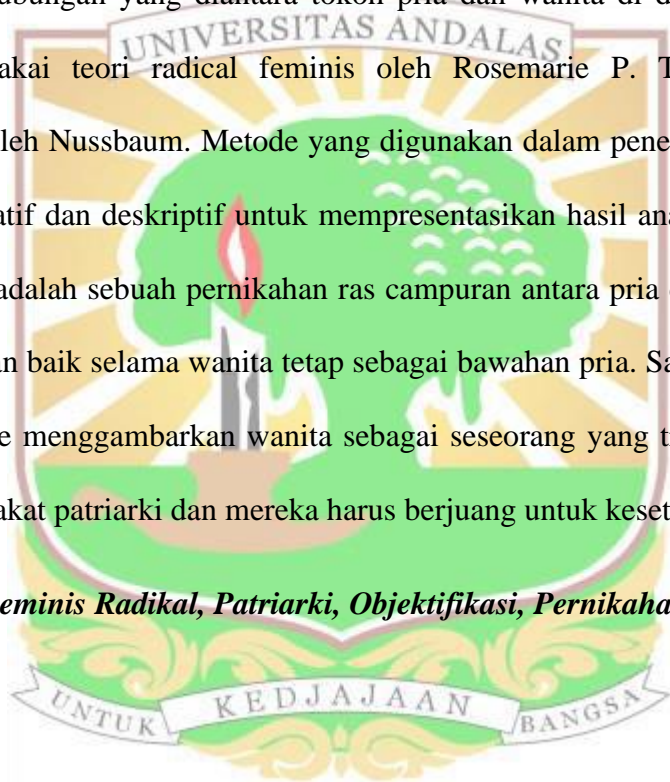 hubungan yang diantara tokoh pria dan wanita di d
UNIVERSITAS ANDALAS
akai teori radical feminis oleh Rosemarie P. T
oleh Nussbaum. Metode yang digunakan dalam pene
atif dan deskriptif untuk mempresentasikan hasil ana
adalah sebuah pernikahan ras campuran antara pria
an baik selama wanita tetap sebagai bawahan pria. Sa
e menggambarkan wanita sebagai seseorang yang t
akat patriarki dan mereka harus berjuang untuk keset
eminis Radikal, Patriarki, Objektifikasi, Pernikaha
UNTUK KEDJAJAAN BANGSA